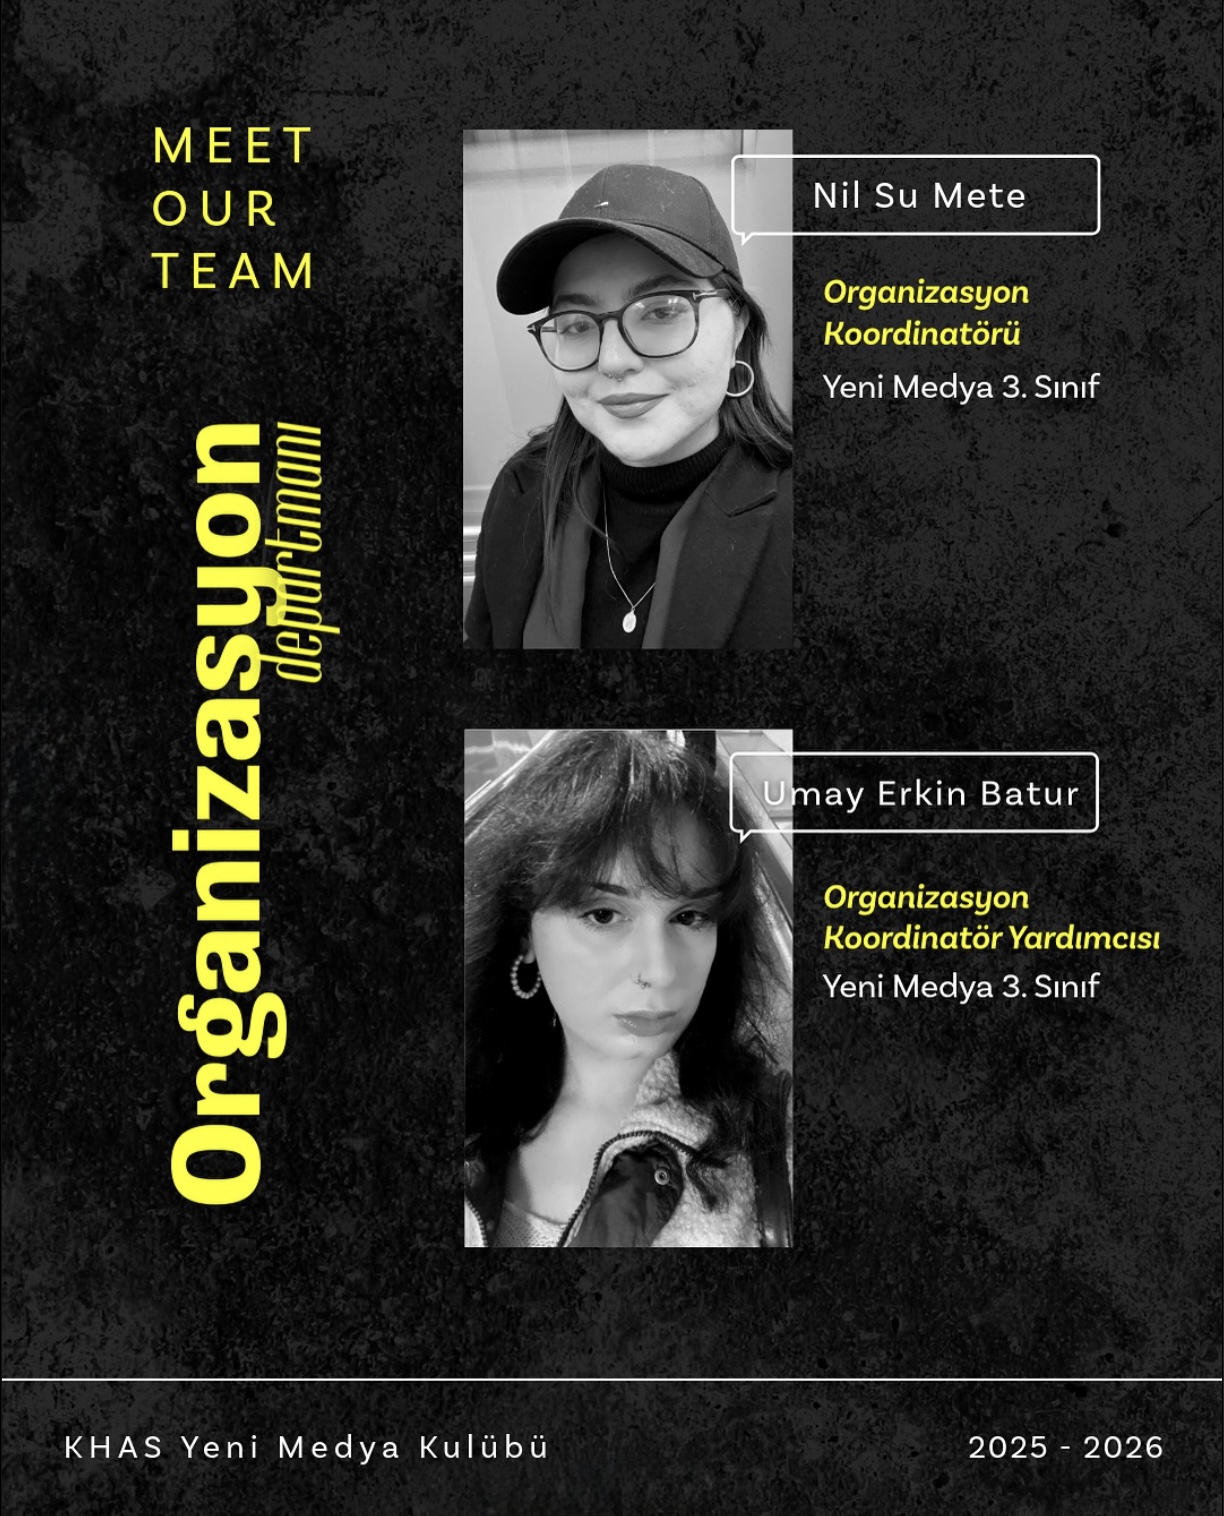 MEET
OUR
TEAM
Organizasyon
departmanı
Nil Su Mete
Organizasyon
Koordinatörü
Yeni Medya 3. Sınıf
Umay Erkin Batur
Organizasyon
Koordinatör Yardımcısı
Yeni Medya 3. Sınıf
KHAS Yeni Medya Kulübü
2025 - 2026